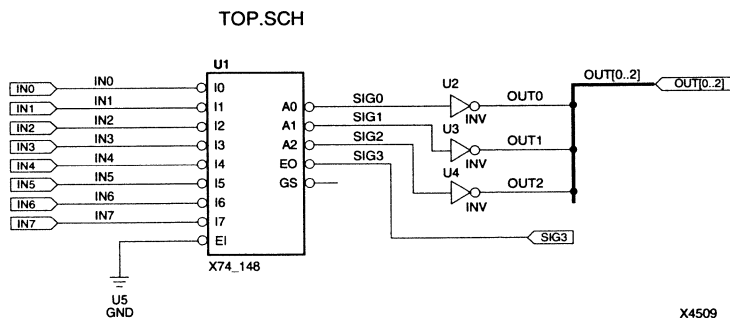 TOP.SCH
U1
IN0 IN0 I0
IN1 IN1 I1
IN2 IN2 I2
IN3 IN3 I3
IN4 IN4 I4
IN5 IN5 I5
IN6 IN6 I6
IN7 IN7 I7
EI
A0 SIG0
A1 SIG1
A2 SIG2
EO SIG3
GS
X74_148
U5
GND
U2
INV
OUT0
U3
INV
OUT1
U4
INV
OUT2
OUT[0..2] OUT[0..2]
SIG3
X4509